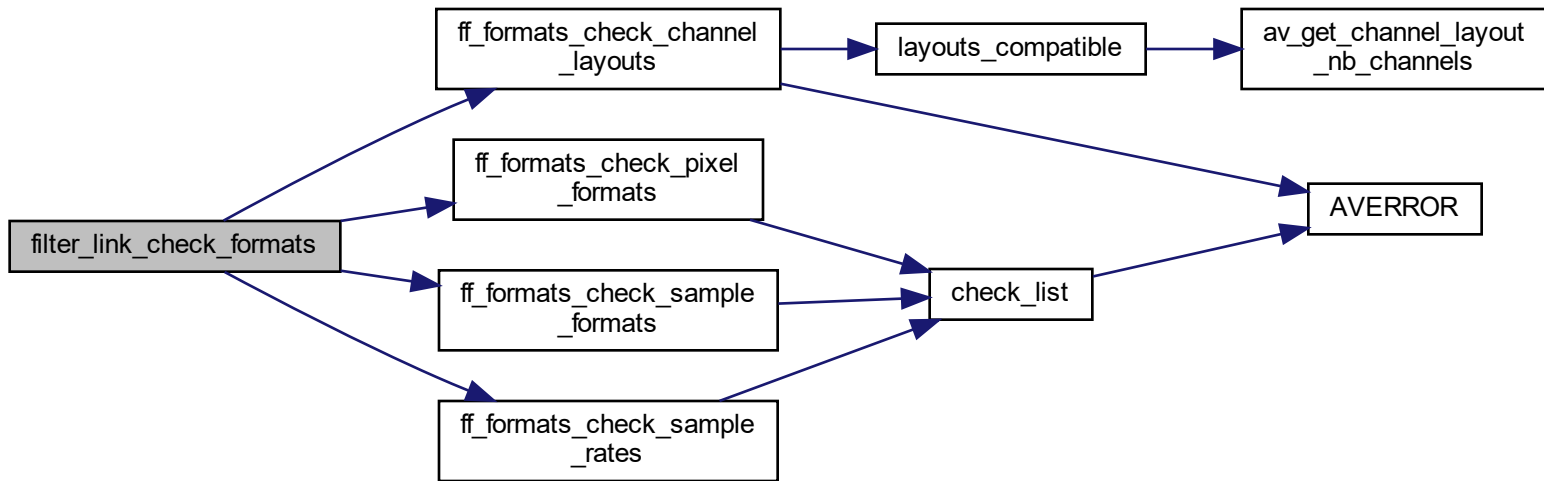 ff_formats_check_channel
_layouts
layouts_compatible
av_get_channel_layout
_nb_channels
ff_formats_check_pixel
_formats
AVERROR
filter_link_check_formats
ff_formats_check_sample
_formats
check_list
ff_formats_check_sample
_rates